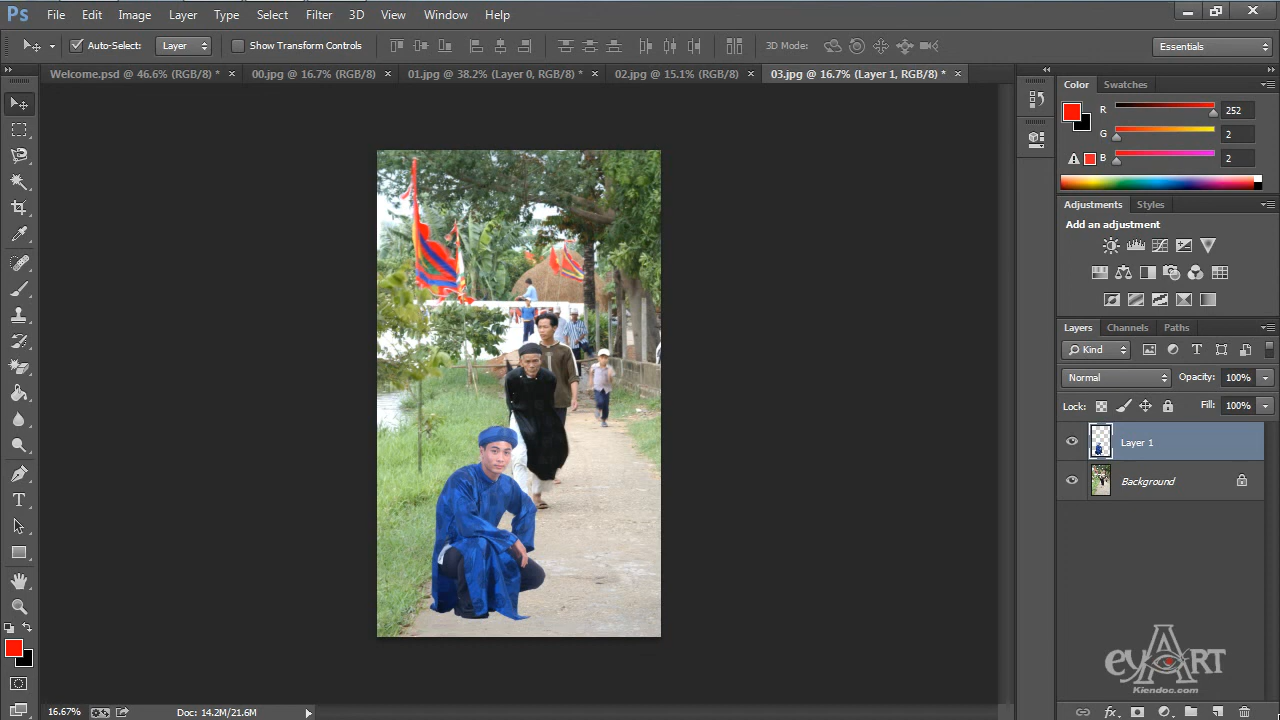 Ps File Edit Image Layer Type Select Filter 3D View Window Help
Auto-Select: Layer Show Transform Controls 3D Mode: Essentials
Welcome.psd @ 46.6% (RGB/8) * × 00.jpg @ 16.7% (RGB/8) × 01.jpg @ 38.2% (Layer 0, RGB/8) * × 02.jpg @ 15.1% (RGB/8) × 03.jpg @ 16.7% (Layer 1, RGB/8) * ×
Color Swatches
R 252
G 2
B 2
Adjustments Styles
Add an adjustment
Layers Channels Paths
Kind
Normal Opacity: 100%
Lock: Fill: 100%
Layer 1
Background
eyART
Kiendoc.com
16.67% Doc: 14.2M/21.6M